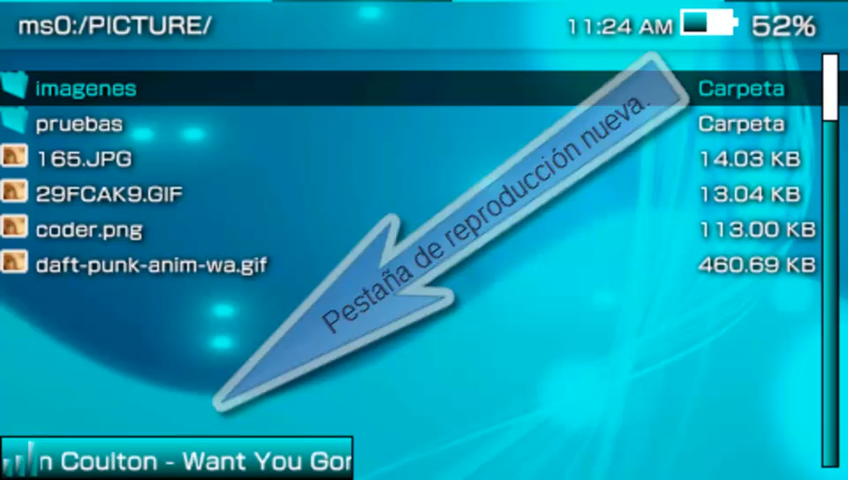 ms0:/PICTURE/ 11:24 AM 52%
imagenes Carpeta
pruebas Carpeta
165.JPG 14.03 KB
29FCAK9.GIF 13.04 KB
coder.png 113.00 KB
daft-punk-anim-wa.gif 460.69 KB
Pestaña de reproducción nueva.
n Coulton - Want You Gor